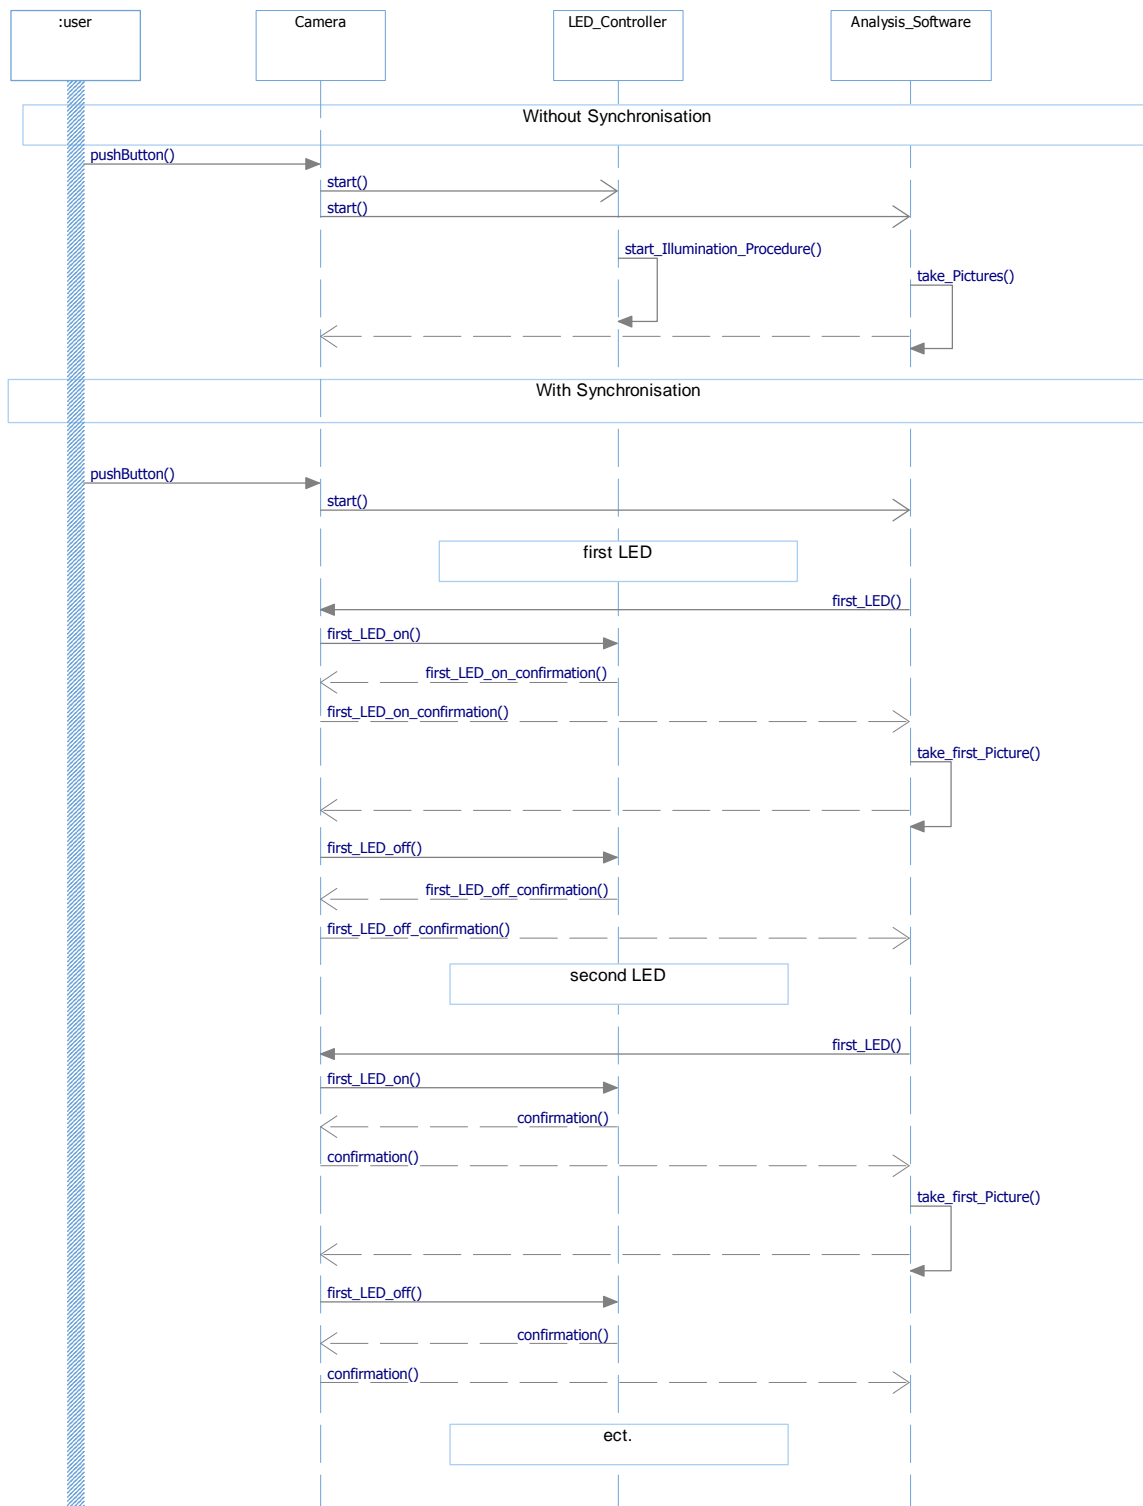 :user
Camera
LED_Controller
Analysis_Software
Without Synchronisation
pushButton()
start()
start()
start_Illumination_Procedure()
take_Pictures()
With Synchronisation
pushButton()
start()
first LED
first_LED()
first_LED_on()
first_LED_on_confirmation()
first_LED_on_confirmation()
take_first_Picture()
first_LED_off()
first_LED_off_confirmation()
first_LED_off_confirmation()
second LED
first_LED()
first_LED_on()
confirmation()
confirmation()
take_first_Picture()
first_LED_off()
confirmation()
confirmation()
ect.